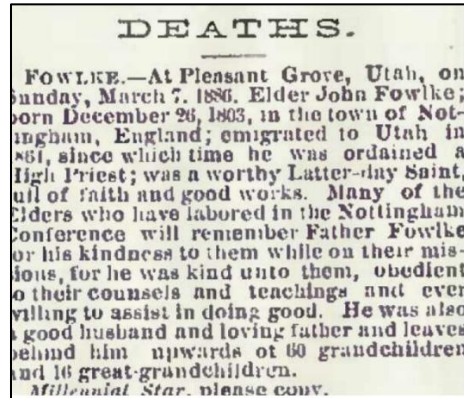 DEATHS.
FOWLKE.—At Pleasant Grove, Utah, on
Sunday, March 7. 1886. Elder John Fowlke;
born December 26, 1803, in the town of Not-
tingham, England; emigrated to Utah in
1861, since which time he was ordained a
High Priest; was a worthy Latter-day Saint,
full of faith and good works. Many of the
Elders who have labored in the Nottingham
Conference will remember Father Fowlke
for his kindness to them while on their mis-
sions, for he was kind unto them, obedient
to their counsels and teachings and ever
willing to assist in doing good. He was also
a good husband and loving father and leaves
behind him upwards of 60 grandchildren
and 16 great-grandchildren.
Millennial Star, please copy.